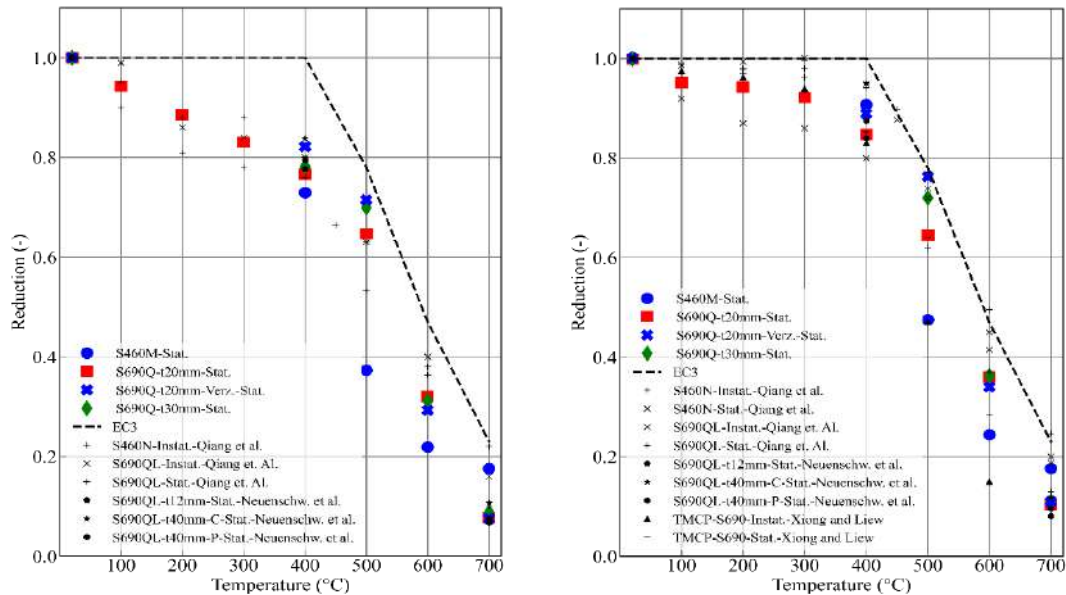 1.0
0.8
0.6
0.4
0.2
0.0
Reduction (-)
S460M-Stat.
S690Q-t20mm-Stat.
S690Q-t20mm-Verz.-Stat.
S690Q-t30mm-Stat.
EC3
S460N-Instat.-Qiang et al.
S690QL-Instat.-Qiang et. Al.
S690QL-Stat.-Qiang et. Al.
S690QL-t12mm-Stat.-Neuenschw. et al.
S690QL-t40mm-C-Stat.-Neuenschw. et al.
S690QL-t40mm-P-Stat.-Neuenschw. et al.
100 200 300 400 500 600 700
Temperature (°C)
1.0
0.8
0.6
0.4
0.2
0.0
Reduction (-)
S460M-Stat.
S690Q-t20mm-Stat.
S690Q-t20mm-Verz.-Stat.
S690Q-t30mm-Stat.
EC3
S460N-Instat.-Qiang et al.
S460N-Stat.-Qiang et al.
S690QL-Instat.-Qiang et. Al.
S690QL-Stat.-Qiang et. Al.
S690QL-t12mm-Stat.-Neuenschw. et al.
S690QL-t40mm-C-Stat.-Neuenschw. et al.
S690QL-t40mm-P-Stat.-Neuenschw. et al.
TMCP-S690-Instat.-Xiong and Liew
TMCP-S690-Stat.-Xiong and Liew
100 200 300 400 500 600 700
Temperature (°C)